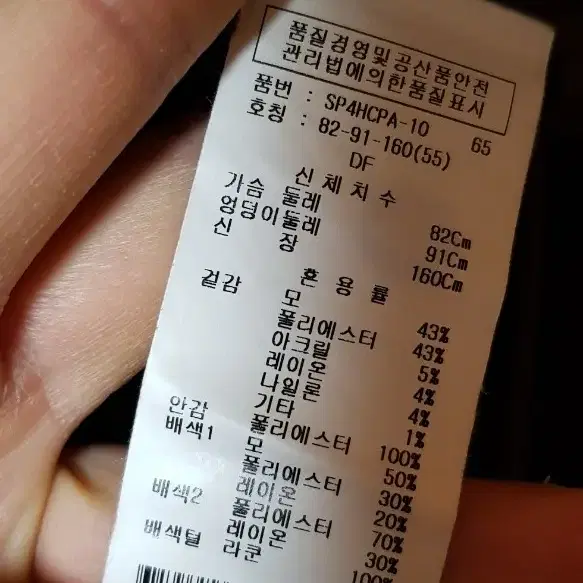 품질경영및공산품안전
관리법에의한품질표시
품번 : SP4HCPA-10 65
호칭 : 82-91-160(55)
DF
신체치수
가슴둘레 82Cm
엉덩이둘레 91Cm
신장 160Cm
혼용률
겉감 모 43%
폴리에스터 43%
아크릴 5%
레이온 4%
나일론 4%
기타 1%
안감 폴리에스터 100%
배색1 모 50%
폴리에스터 30%
레이온 20%
배색2 폴리에스터 70%
레이온 30%
배색털 라쿤 100%